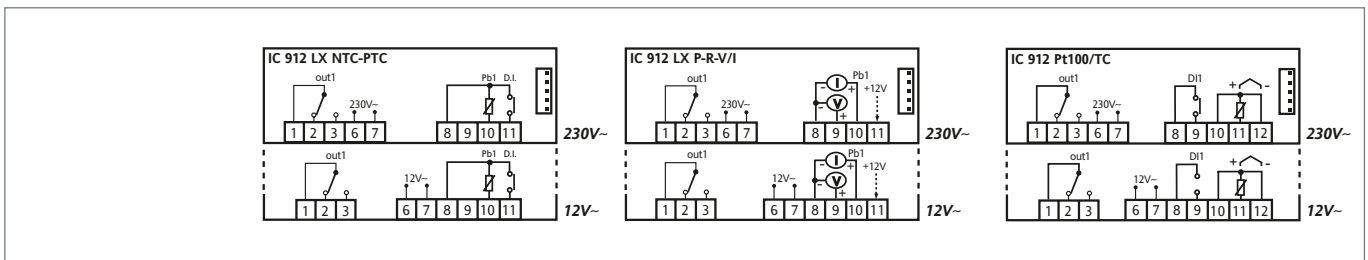 IC 912 LX NTC-PTC
out1
230V~
Pb1 D.I.
1 2 3 6 7 8 9 10 11
230V~
out1
12V~
Pb1 D.I.
1 2 3 6 7 8 9 10 11
12V~
IC 912 LX P-R-V/I
out1
230V~
I
Pb1
- +
+12V
V
- +
1 2 3 6 7 8 9 10 11
230V~
out1
12V~
I
Pb1
- +
+12V
V
- +
1 2 3 6 7 8 9 10 11
12V~
IC 912 Pt100/TC
out1
230V~
DI1
+ -
1 2 3 6 7 8 9 10 11 12
230V~
out1
12V~
DI1
+ -
1 2 3 6 7 8 9 10 11 12
12V~